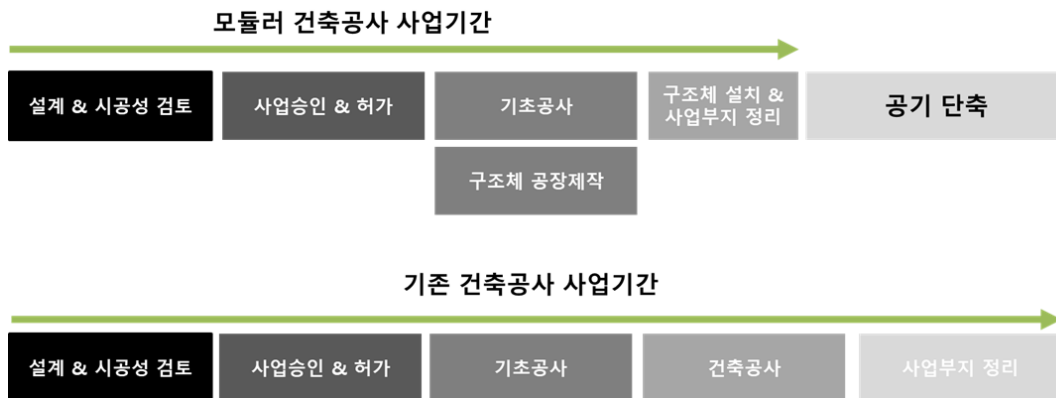 모듈러 건축공사 사업기간
설계 & 시공성 검토
사업승인 & 허가
기초공사
구조체 설치 &
사업부지 정리
공기 단축
구조체 공장제작
기존 건축공사 사업기간
설계 & 시공성 검토
사업승인 & 허가
기초공사
건축공사
사업부지 정리